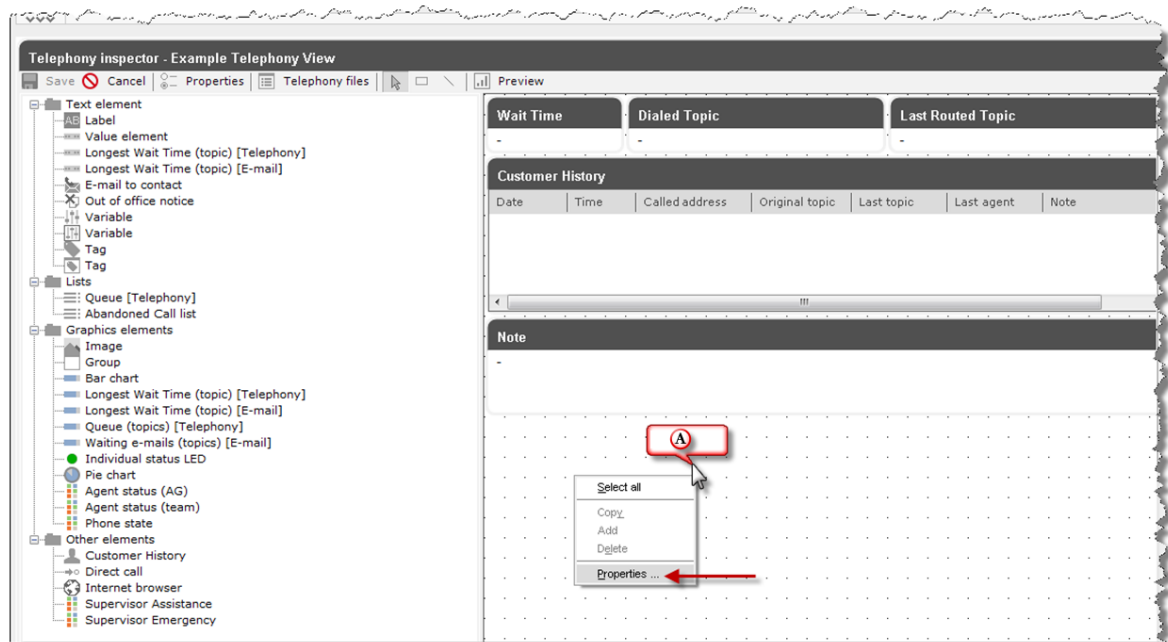 Telephony inspector - Example Telephony View
Save Cancel Properties Telephony files Preview
Text element
AB Label
Value element
Longest Wait Time (topic) [Telephony]
Longest Wait Time (topic) [E-mail]
E-mail to contact
Out of office notice
Variable
Variable
Tag
Tag
Lists
Queue [Telephony]
Abandoned Call list
Graphics elements
Image
Group
Bar chart
Longest Wait Time (topic) [Telephony]
Longest Wait Time (topic) [E-mail]
Queue (topics) [Telephony]
Waiting e-mails (topics) [E-mail]
Individual status LED
Pie chart
Agent status (AG)
Agent status (team)
Phone state
Other elements
Customer History
Direct call
Internet browser
Supervisor Assistance
Supervisor Emergency
Wait Time Dialed Topic Last Routed Topic
- - -
Customer History
Date Time Called address Original topic Last topic Last agent Note
Note
-
A
Select all
Copy
Add
Delete
Properties ...